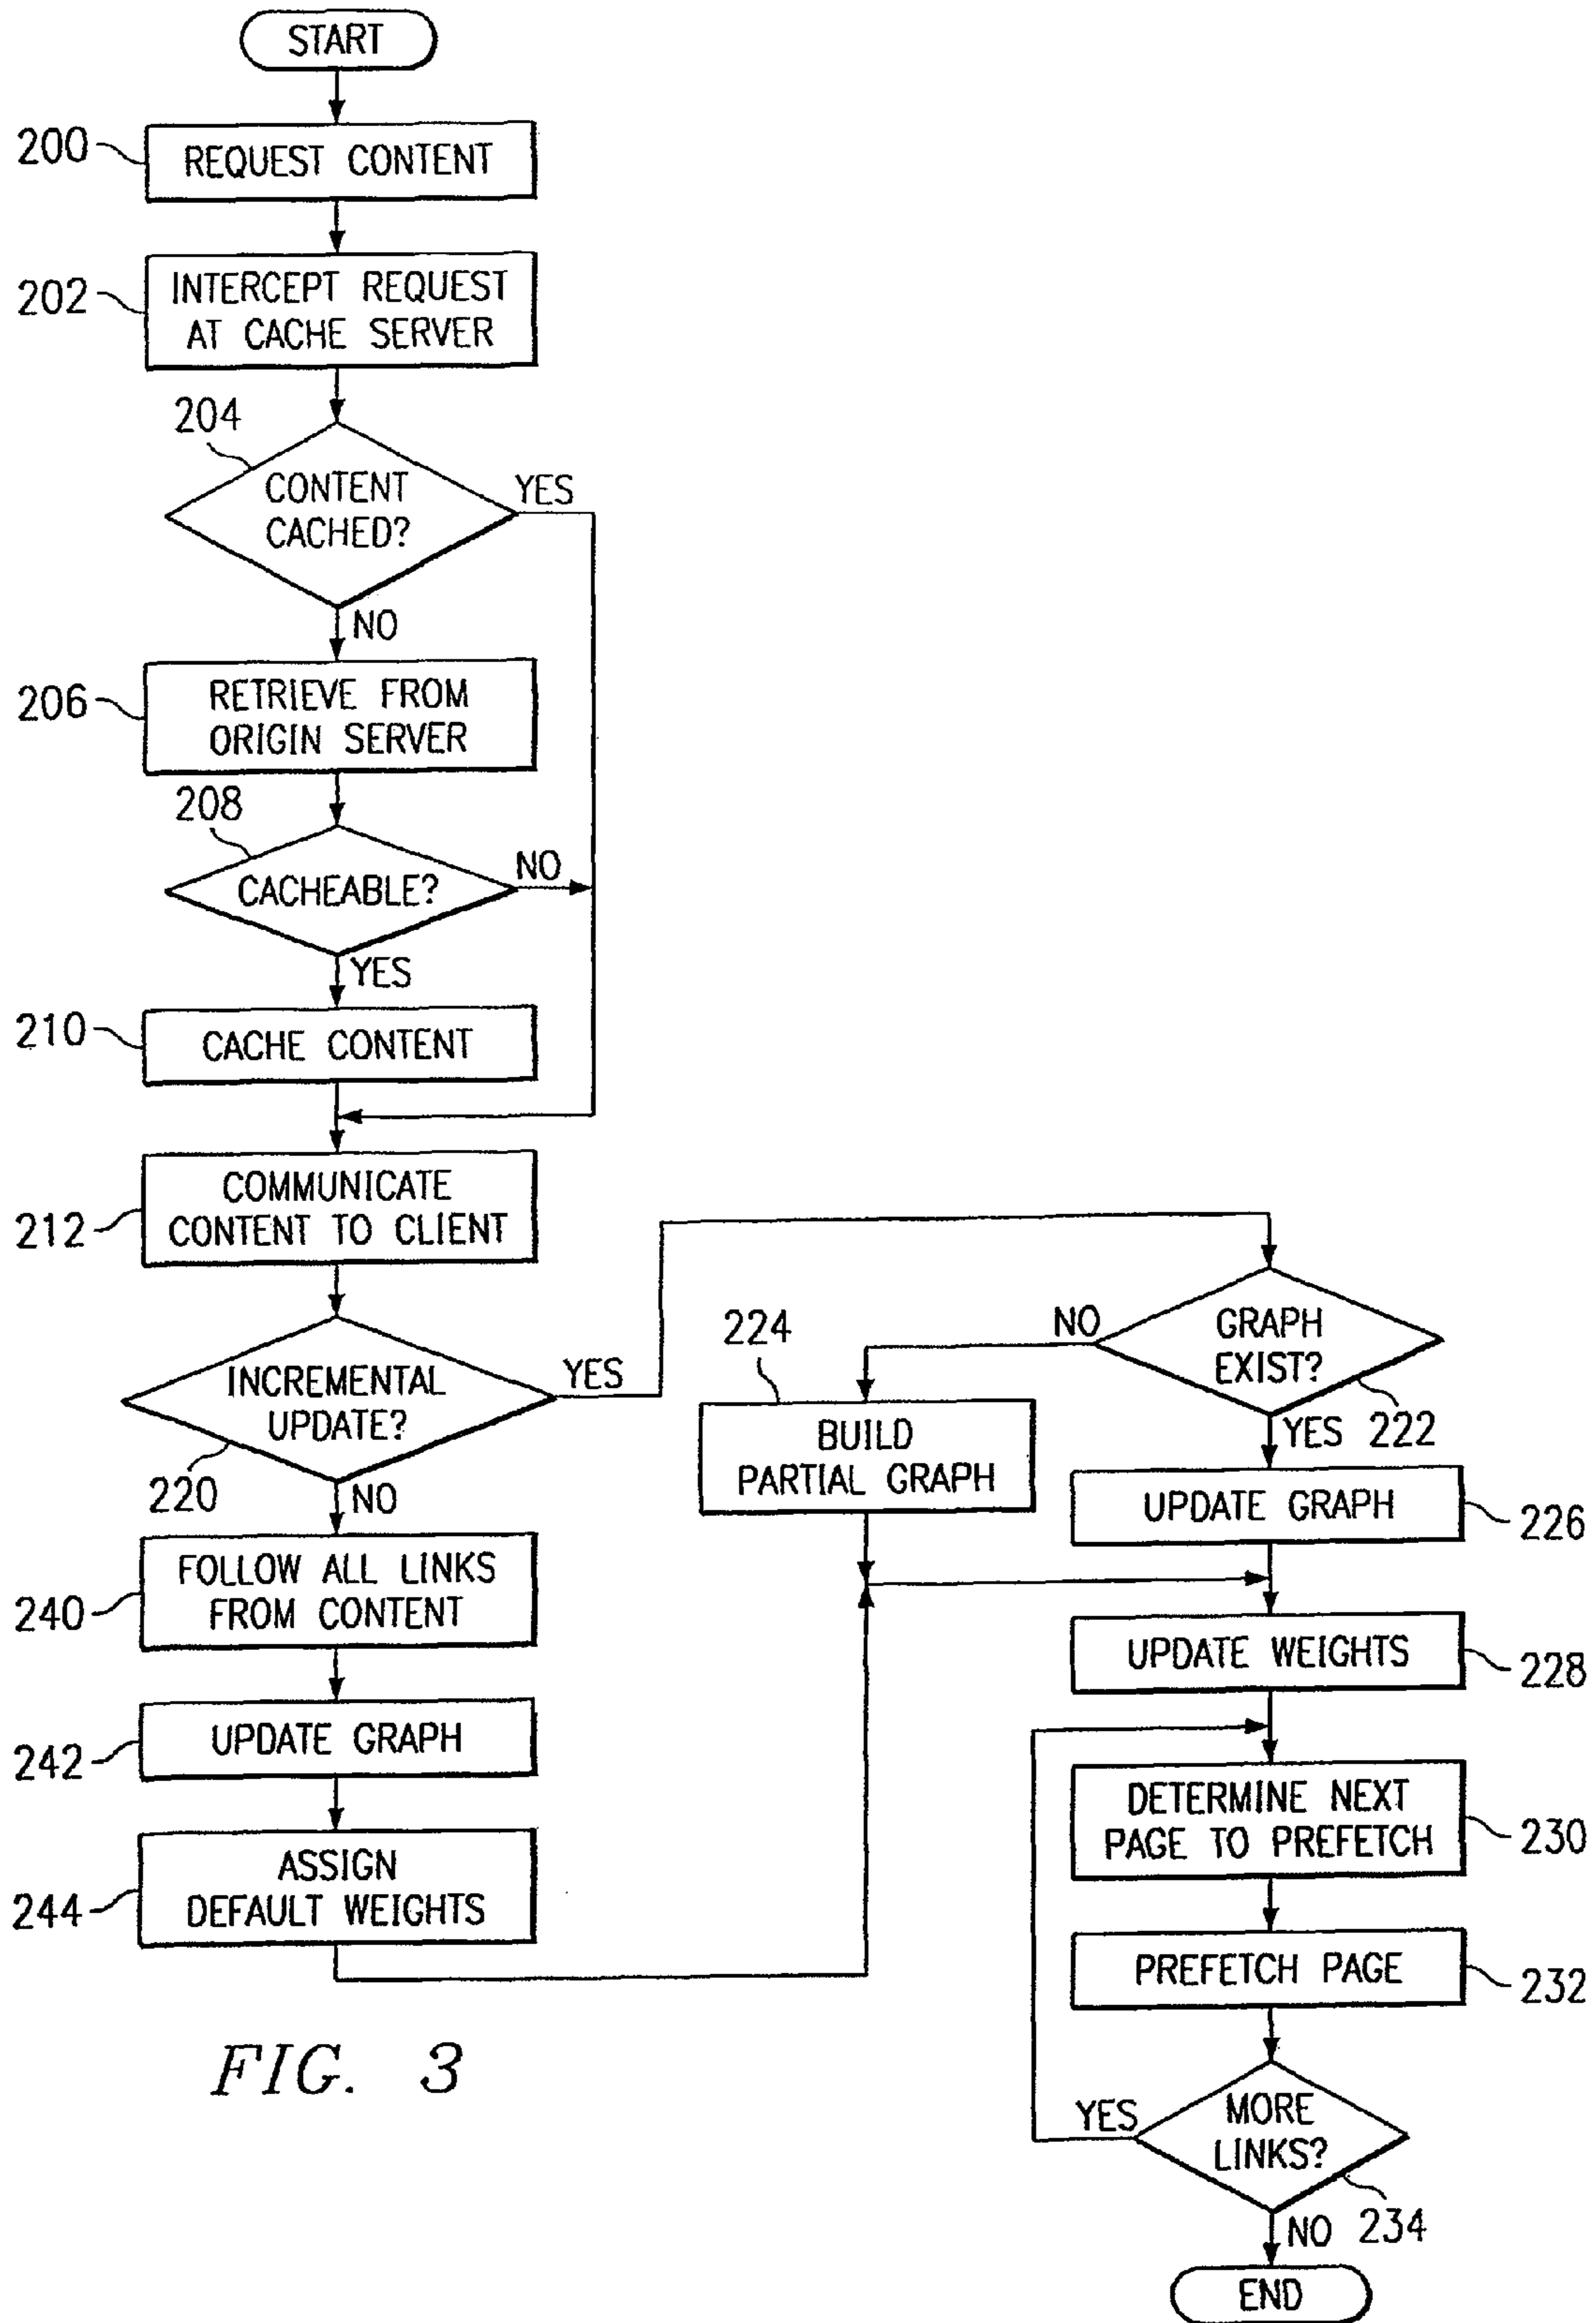 START
200
REQUEST CONTENT
202
INTERCEPT REQUEST
AT CACHE SERVER
204
CONTENT
CACHED?
YES
NO
206
RETRIEVE FROM
ORIGIN SERVER
208
CACHEABLE?
NO
YES
210
CACHE CONTENT
212
COMMUNICATE
CONTENT TO CLIENT
INCREMENTAL
UPDATE?
YES
220
NO
240
FOLLOW ALL LINKS
FROM CONTENT
242
UPDATE GRAPH
244
ASSIGN
DEFAULT WEIGHTS
GRAPH
EXIST?
NO
224
BUILD
PARTIAL GRAPH
YES
222
UPDATE GRAPH
226
UPDATE WEIGHTS
228
DETERMINE NEXT
PAGE TO PREFETCH
230
PREFETCH PAGE
232
MORE
LINKS?
YES
234
NO
END
FIG. 3